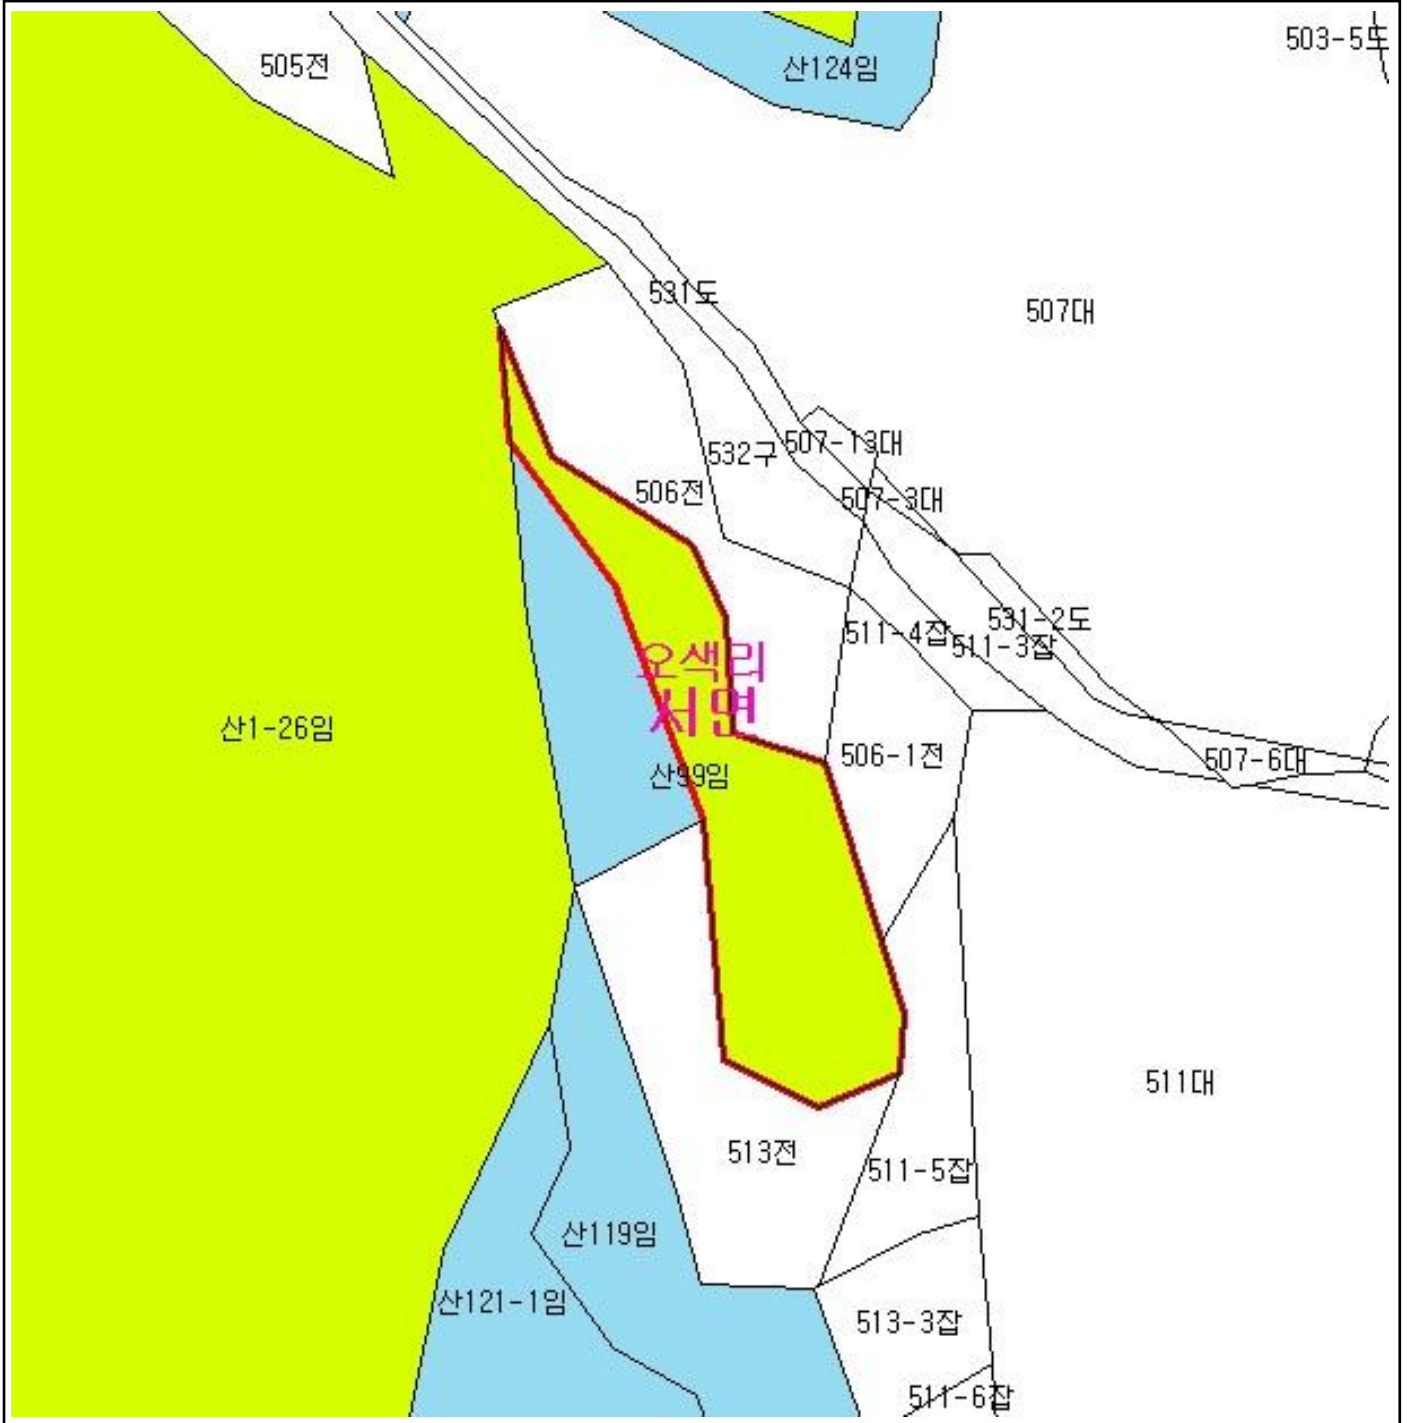 503-5도
505전
산124임
531도
507대
507-13대
532구
506전
507-3대
531-2도
511-4잡
511-3잡
오색리
서면
산1-26임
506-1전
507-6대
산99임
511대
513전
511-5잡
산119임
산121-1임
513-3잡
511-6잡